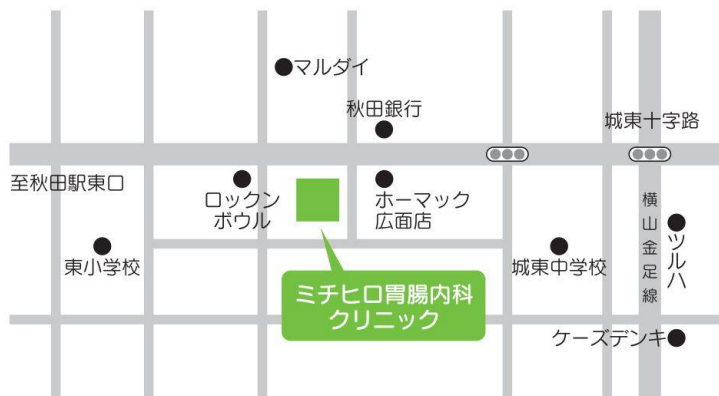 マルダイ
秋田銀行
城東十字路
至秋田駅東口
ロックン
ボウル
ホーマック
広面店
横山金足線
ツルハ
東小学校
城東中学校
ミチヒロ胃腸内科
クリニック
ケーズデンキ